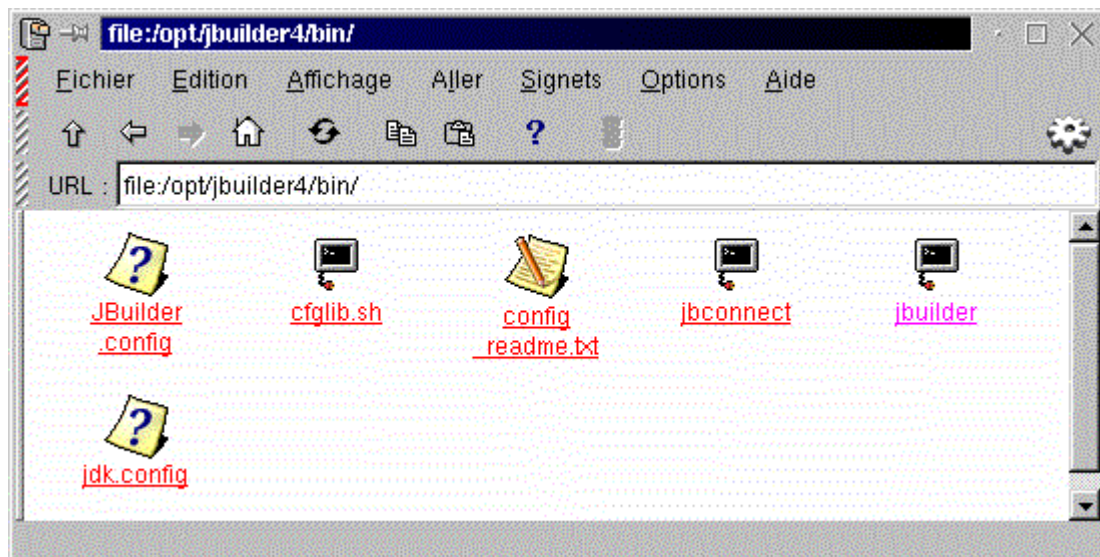 file:/opt/jbuilder4/bin/
Fichier Edition Affichage Aller Signets Options Aide
?
URL : file:/opt/jbuilder4/bin/
? ?
JBuilder
.config
cfglib.sh
config
_readme.txt
jbconnect
jbuilder
jdk.config